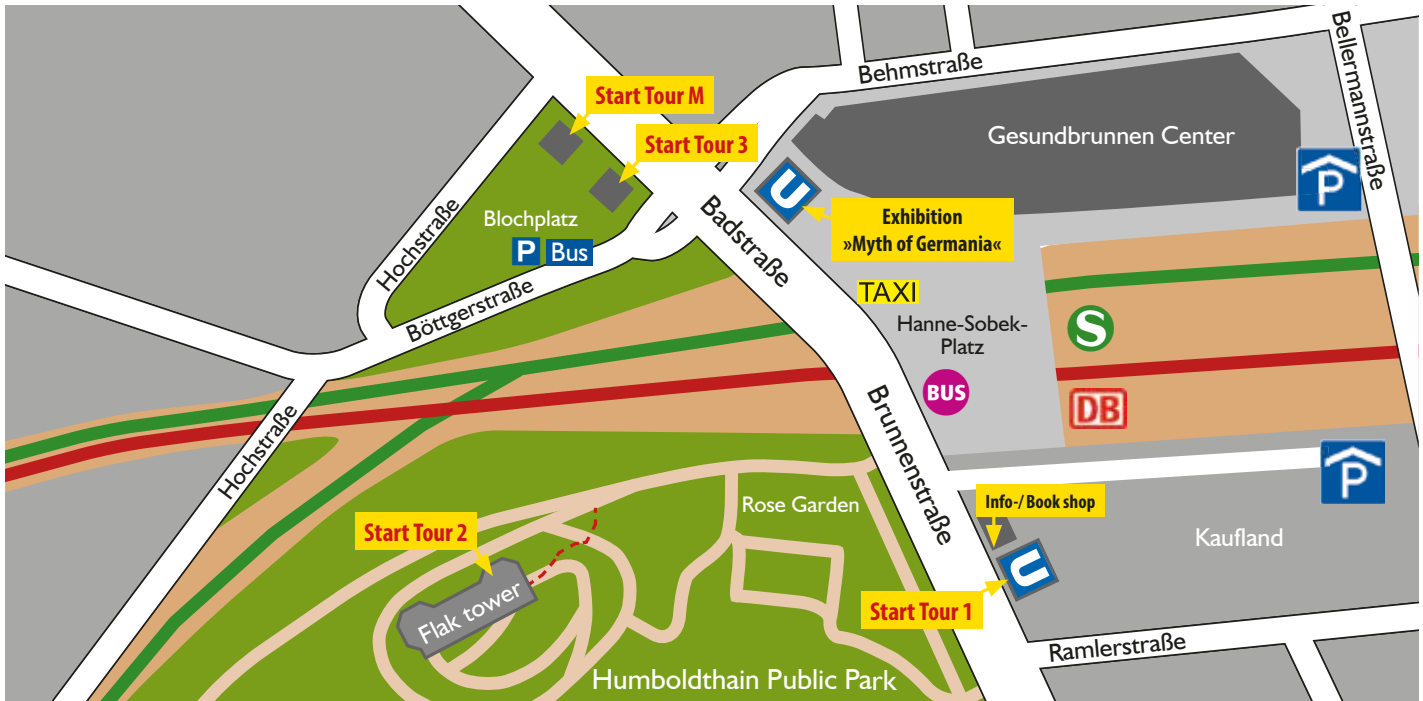 Bellermannstraße
Behmstraße
Start Tour M
Start Tour 3
Gesundbrunnen Center
P
U
Exhibition
»Myth of Germania«
Hochstraße
Blochplatz
P Bus
Badstraße
TAXI
Böttgerstraße
Hanne-Sobek-
Platz
S
BUS
DB
Hochstraße
Brunnenstraße
P
Rose Garden
Info-/ Book shop
Start Tour 2
Kaufland
U
Flak tower
Start Tour 1
Ramlerstraße
Humboldthain Public Park